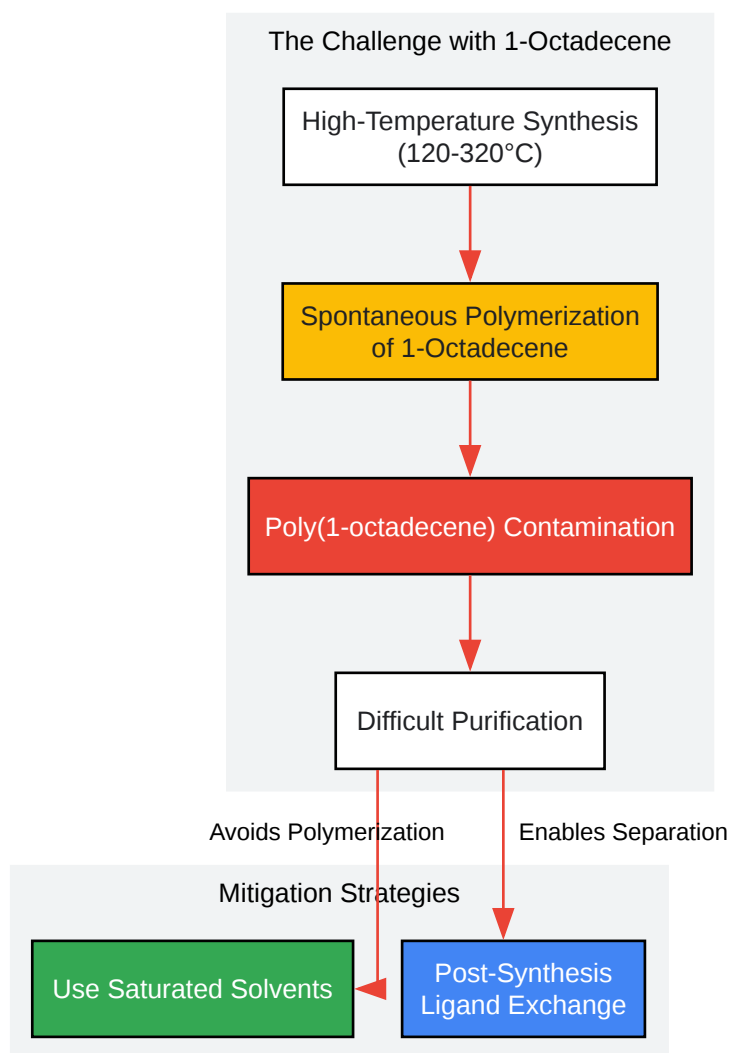 The Challenge with 1-Octadecene
High-Temperature Synthesis
(120-320°C)
Spontaneous Polymerization
of 1-Octadecene
Poly(1-octadecene) Contamination
Difficult Purification
Avoids Polymerization
Enables Separation
Mitigation Strategies
Use Saturated Solvents
Post-Synthesis
Ligand Exchange